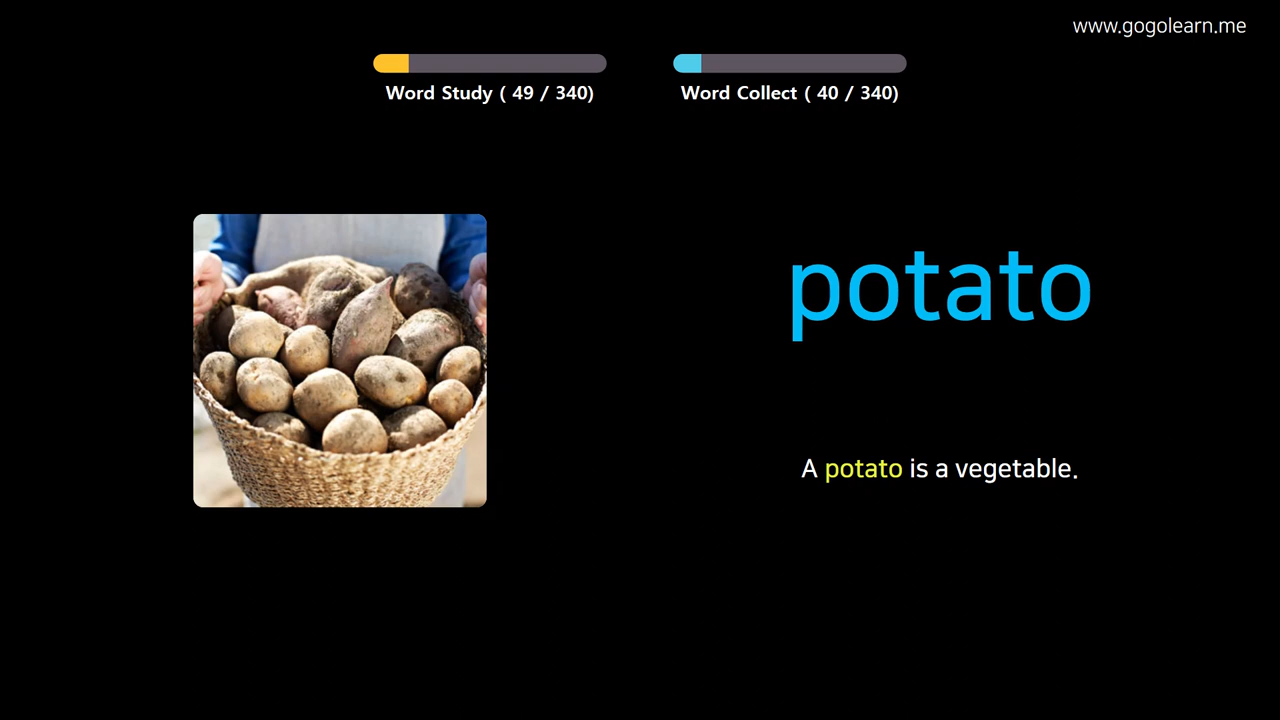 www.gogolearn.me
Word Study ( 49 / 340)
Word Collect ( 40 / 340)
potato
A potato is a vegetable.